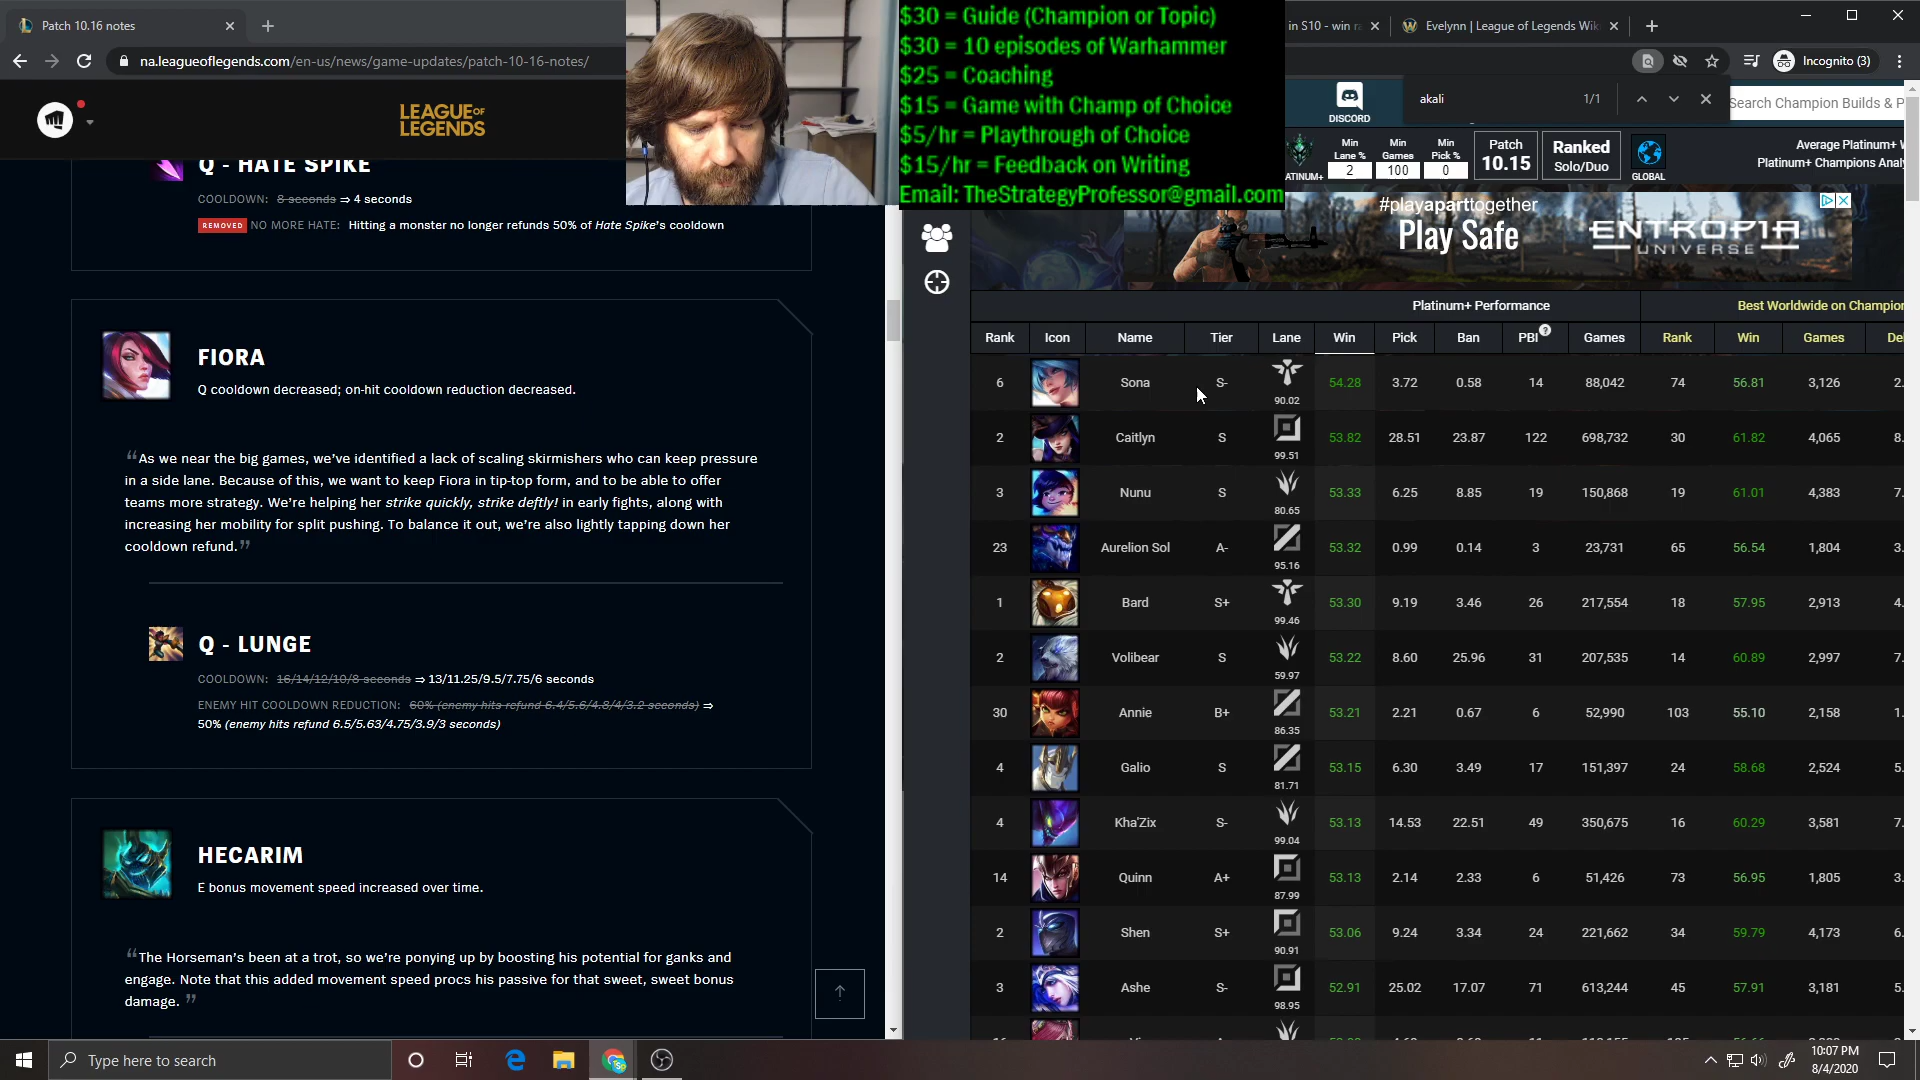 Patch 10.16 notes
na.leagueoflegends.com/en-us/news/game-updates/patch-10-16-notes/
LEAGUE OF
LEGENDS
Q - HATE SPIKE
COOLDOWN: 8 seconds ⇒ 4 seconds
REMOVED NO MORE HATE: Hitting a monster no longer refunds 50% of Hate Spike's cooldown
FIORA
Q cooldown decreased; on-hit cooldown reduction decreased.
“As we near the big games, we've identified a lack of scaling skirmishers who can keep pressure
in a side lane. Because of this, we want to keep Fiora in tip-top form, and to be able to offer
teams more strategy. We're helping her strike quickly, strike deftly! in early fights, along with
increasing her mobility for split pushing. To balance it out, we're also lightly tapping down her
cooldown refund.”
Q - LUNGE
COOLDOWN: 16/14/12/10/8 seconds ⇒ 13/11.25/9.5/7.75/6 seconds
ENEMY HIT COOLDOWN REDUCTION: 60% (enemy hits refund 6.4/5.6/4.8/4/3.2 seconds) ⇒
50% (enemy hits refund 6.5/5.63/4.75/3.9/3 seconds)
HECARIM
E bonus movement speed increased over time.
“The Horseman's been at a trot, so we're ponying up by boosting his potential for ganks and
engage. Note that this added movement speed procs his passive for that sweet, sweet bonus
damage.”
$30 = Guide (Champion or Topic)
$30 = 10 episodes of Warhammer
$25 = Coaching
$15 = Game with Champ of Choice
$5/hr = Playthrough of Choice
$15/hr = Feedback on Writing
Email: TheStrategyProfessor@gmail.com
in S10 - win ra
Evelynn | League of Legends Wik
Incognito (3)
akali 1/1
DISCORD
Search Champion Builds & P
ATINUM+
Min Lane % 2
Min Games 100
Min Pick % 0
Patch 10.15
Ranked Solo/Duo
GLOBAL
Average Platinum+ W
Platinum+ Champions Analy
#playaparttogether
Play Safe
ENTROPIA
UNIVERSE
Platinum+ Performance Best Worldwide on Champion
Rank Icon Name Tier Lane Win Pick Ban PBI ? Games Rank Win Games Del
6 Sona S- 90.02 54.28 3.72 0.58 14 88,042 74 56.81 3,126 2.
2 Caitlyn S 99.51 53.82 28.51 23.87 122 698,732 30 61.82 4,065 8.
3 Nunu S 80.65 53.33 6.25 8.85 19 150,868 19 61.01 4,383 7.
23 Aurelion Sol A- 95.16 53.32 0.99 0.14 3 23,731 65 56.54 1,804 3.
1 Bard S+ 99.46 53.30 9.19 3.46 26 217,554 18 57.95 2,913 4.
2 Volibear S 59.97 53.22 8.60 25.96 31 207,535 14 60.89 2,997 7.
30 Annie B+ 86.35 53.21 2.21 0.67 6 52,990 103 55.10 2,158 1.
4 Galio S 81.71 53.15 6.30 3.49 17 151,397 24 58.68 2,524 5.
4 Kha'Zix S- 99.04 53.13 14.53 22.51 49 350,675 16 60.29 3,581 7.
14 Quinn A+ 87.99 53.13 2.14 2.33 6 51,426 73 56.95 1,805 3.
2 Shen S+ 90.91 53.06 9.24 3.34 24 221,662 34 59.79 4,173 6.
3 Ashe S- 98.95 52.91 25.02 17.07 71 613,244 45 57.91 3,181 5.
Type here to search
10:07 PM
8/4/2020